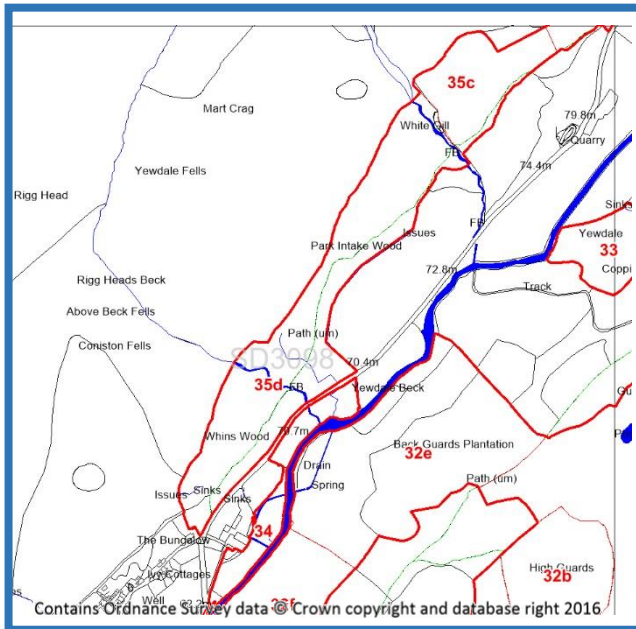 35c
Mart Crag
White Gill
79.8m
Quarry
FB
74.4m
Yewdale Fells
Rigg Head
Sinks
FB
Issues
Yewdale
Park Intake Wood
33
72.8m
Coppi
Rigg Heads Beck
Track
Above Beck Fells
Path (um)
Coniston Fells
SD3098
70.4m
35d
FB
Yewdale Beck
Whins Wood
Back Guards Plantation
32e
Drain
Path (um)
Spring
Issues
Sinks
Sinks
34
The Bungalow
High Guards
Ivy Cottages
32b
Well
Contains Ordnance Survey data © Crown copyright and database right 2016